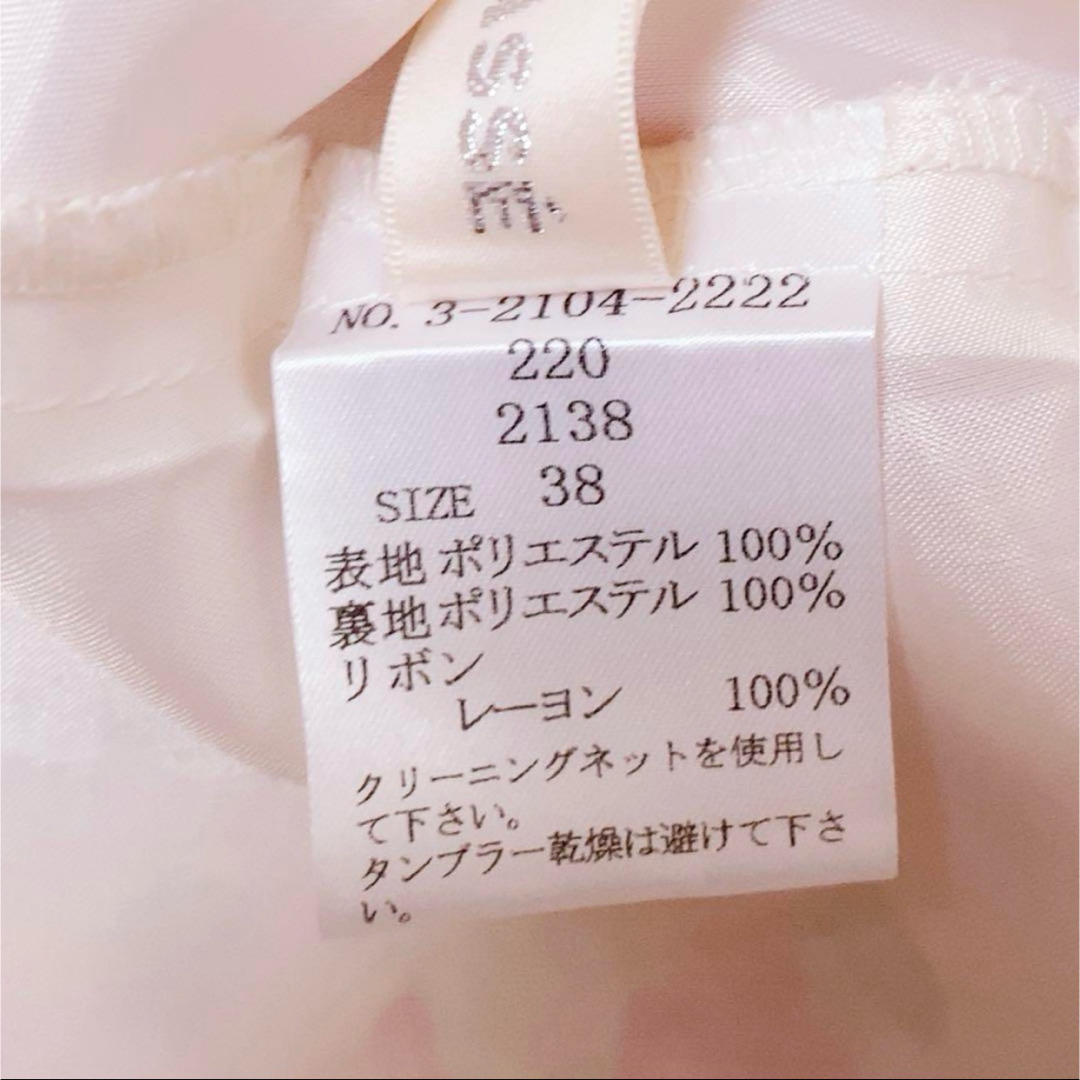 NO. 3-2104-2222
220
2138
SIZE 38
表地 ポリエステル 100%
裏地 ポリエステル 100%
リボン
レーヨン 100%
クリーニングネットを使用し
て下さい。
タンブラー乾燥は避けて下さ
い。